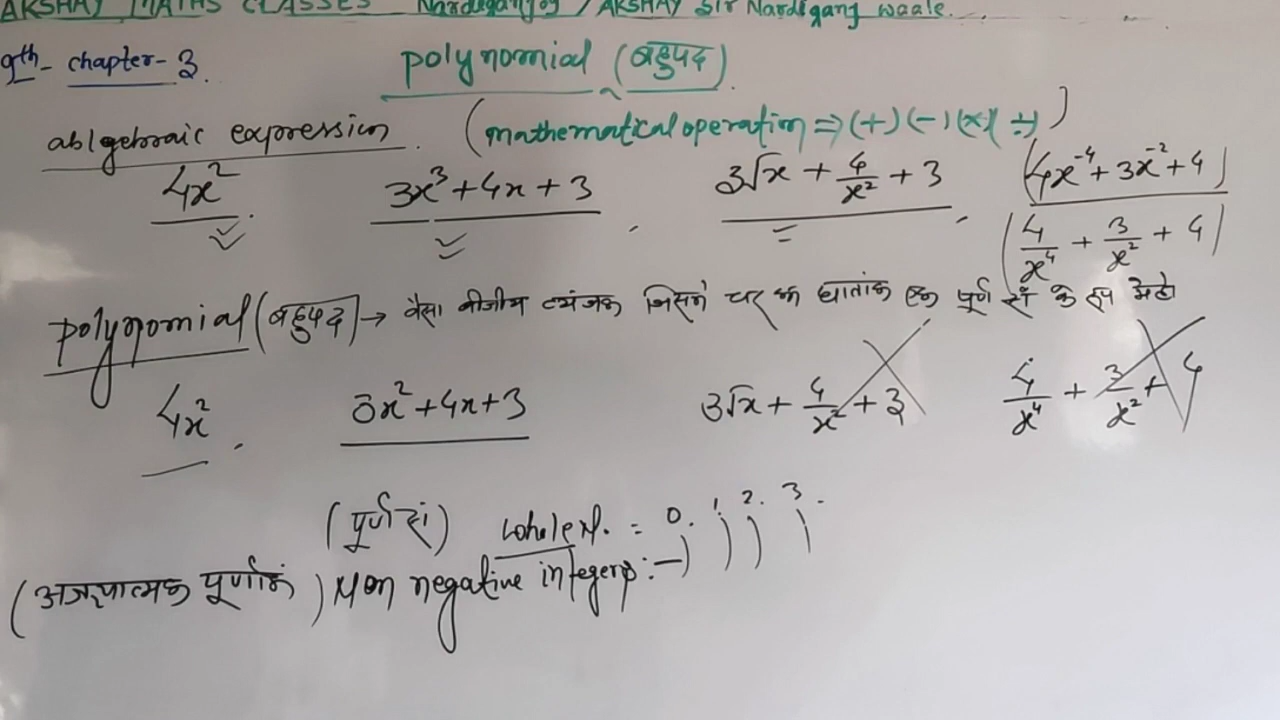 AKSHAY MATHS CLASSES Nardiganj / AKSHAY Sir Nardigang waale.
9th- chapter-3. polynomial (बहुपद).
ablgebraic expression. (mathematical operation ⇒ (+) (-) (×) (÷))
4x² . 3x³+4x+3 , 3√x + 4/x² + 3 , (4x⁻⁴+3x⁻²+4)
(4/x⁴ + 3/x² + 4)
polynomial (बहुपद) → वैसा बीजीय व्यंजक जिसमे चर का घातांक एक पूर्ण सं के रूप मे हो
4x² , 3x²+4x+3 3√x + 4/x² + 3 4/x⁴ + 3/x² + 4
(पूर्ण सं) whole N. = 0, 1, 2, 3.
(अऋणात्मक पूर्णांक) Non negative integers :-